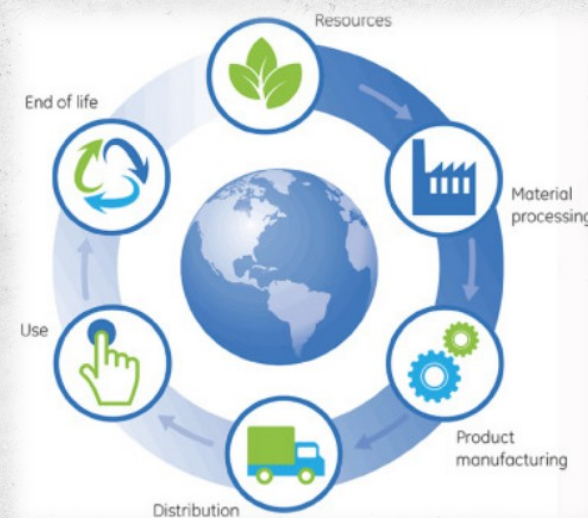 Resources
Material
processing
Product
manufacturing
Distribution
Use
End of life